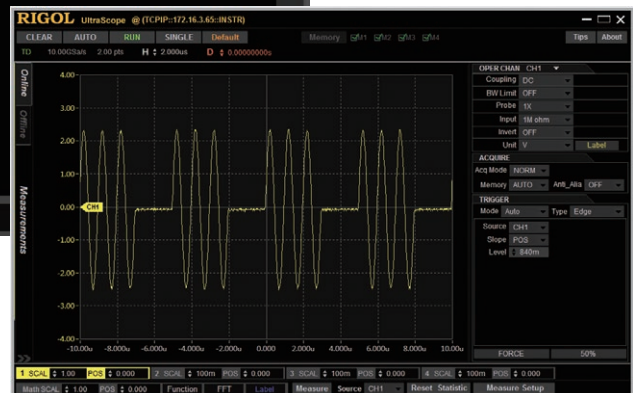 RIGOL UltraScope @ (TCPIP::172.16.3.65::INSTR)
CLEAR AUTO RUN SINGLE Default Memory M1 M2 M3 M4 Tips About
TD 10.00GSa/s 2.00 pts H 2.000us D 0.00000000s
Online
Offline
Measurements
4.00
3.00
2.00
1.00
0.00
-1.00
-2.00
-3.00
-4.00
CH1
-10.00u -8.000u -6.000u -4.000u -2.000u 0.000 2.000u 4.000u 6.000u 8.000u 10.00u
OPER CHAN CH1
Coupling DC
BW Limit OFF
Probe 1X
Input 1M ohm
Invert OFF
Unit V Label
ACQUIRE
Acq Mode NORM
Memory AUTO Anti_Alia OFF
TRIGGER
Mode Auto Type Edge
Source CH1
Slope POS
Level 840m
FORCE 50%
1 SCAL 1.00 POS 0.000 2 SCAL 100m POS 0.000 3 SCAL 100m POS 0.000 4 SCAL 100m POS 0.000
Math SCAL 1.00 POS 0.000 Function FFT Label Measure Source CH1 Reset Statistic Measure Setup